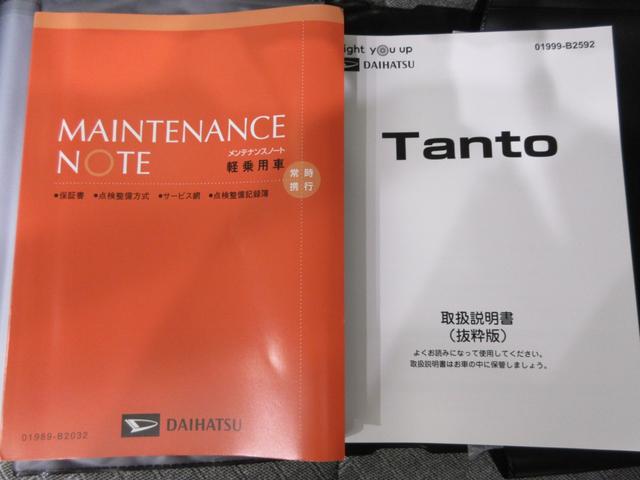 MAINTENANCE
NOTE
メンテナンスノート
軽乗用車
常時
携行
●保証書 ●点検整備方式 ●サービス網 ●点検整備記録簿
01989-B2032
DAIHATSU
ight you up
DAIHATSU
01999-B2592
Tanto
取扱説明書
（抜粋版）
よくお読みになって使用してください。
取扱説明書はお車の中に保管しましょう。